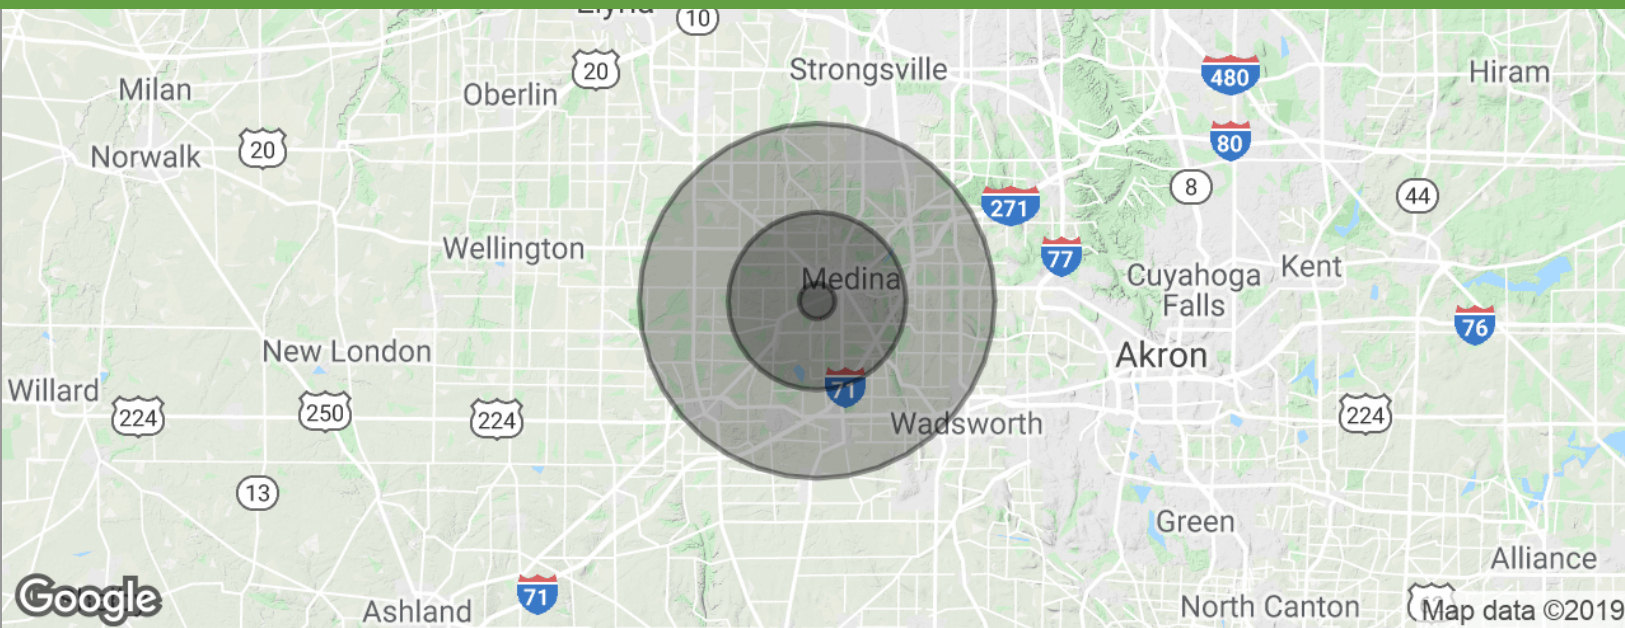 10
Strongsville
480
Hiram
20
Milan
Oberlin
80
20
Norwalk
8
44
271
Wellington
77
Medina
Cuyahoga
Falls
Kent
76
New London
Akron
Willard
71
224
250
224
224
Wadsworth
13
Green
Alliance
Google
Ashland
71
North Canton
Map data ©2019